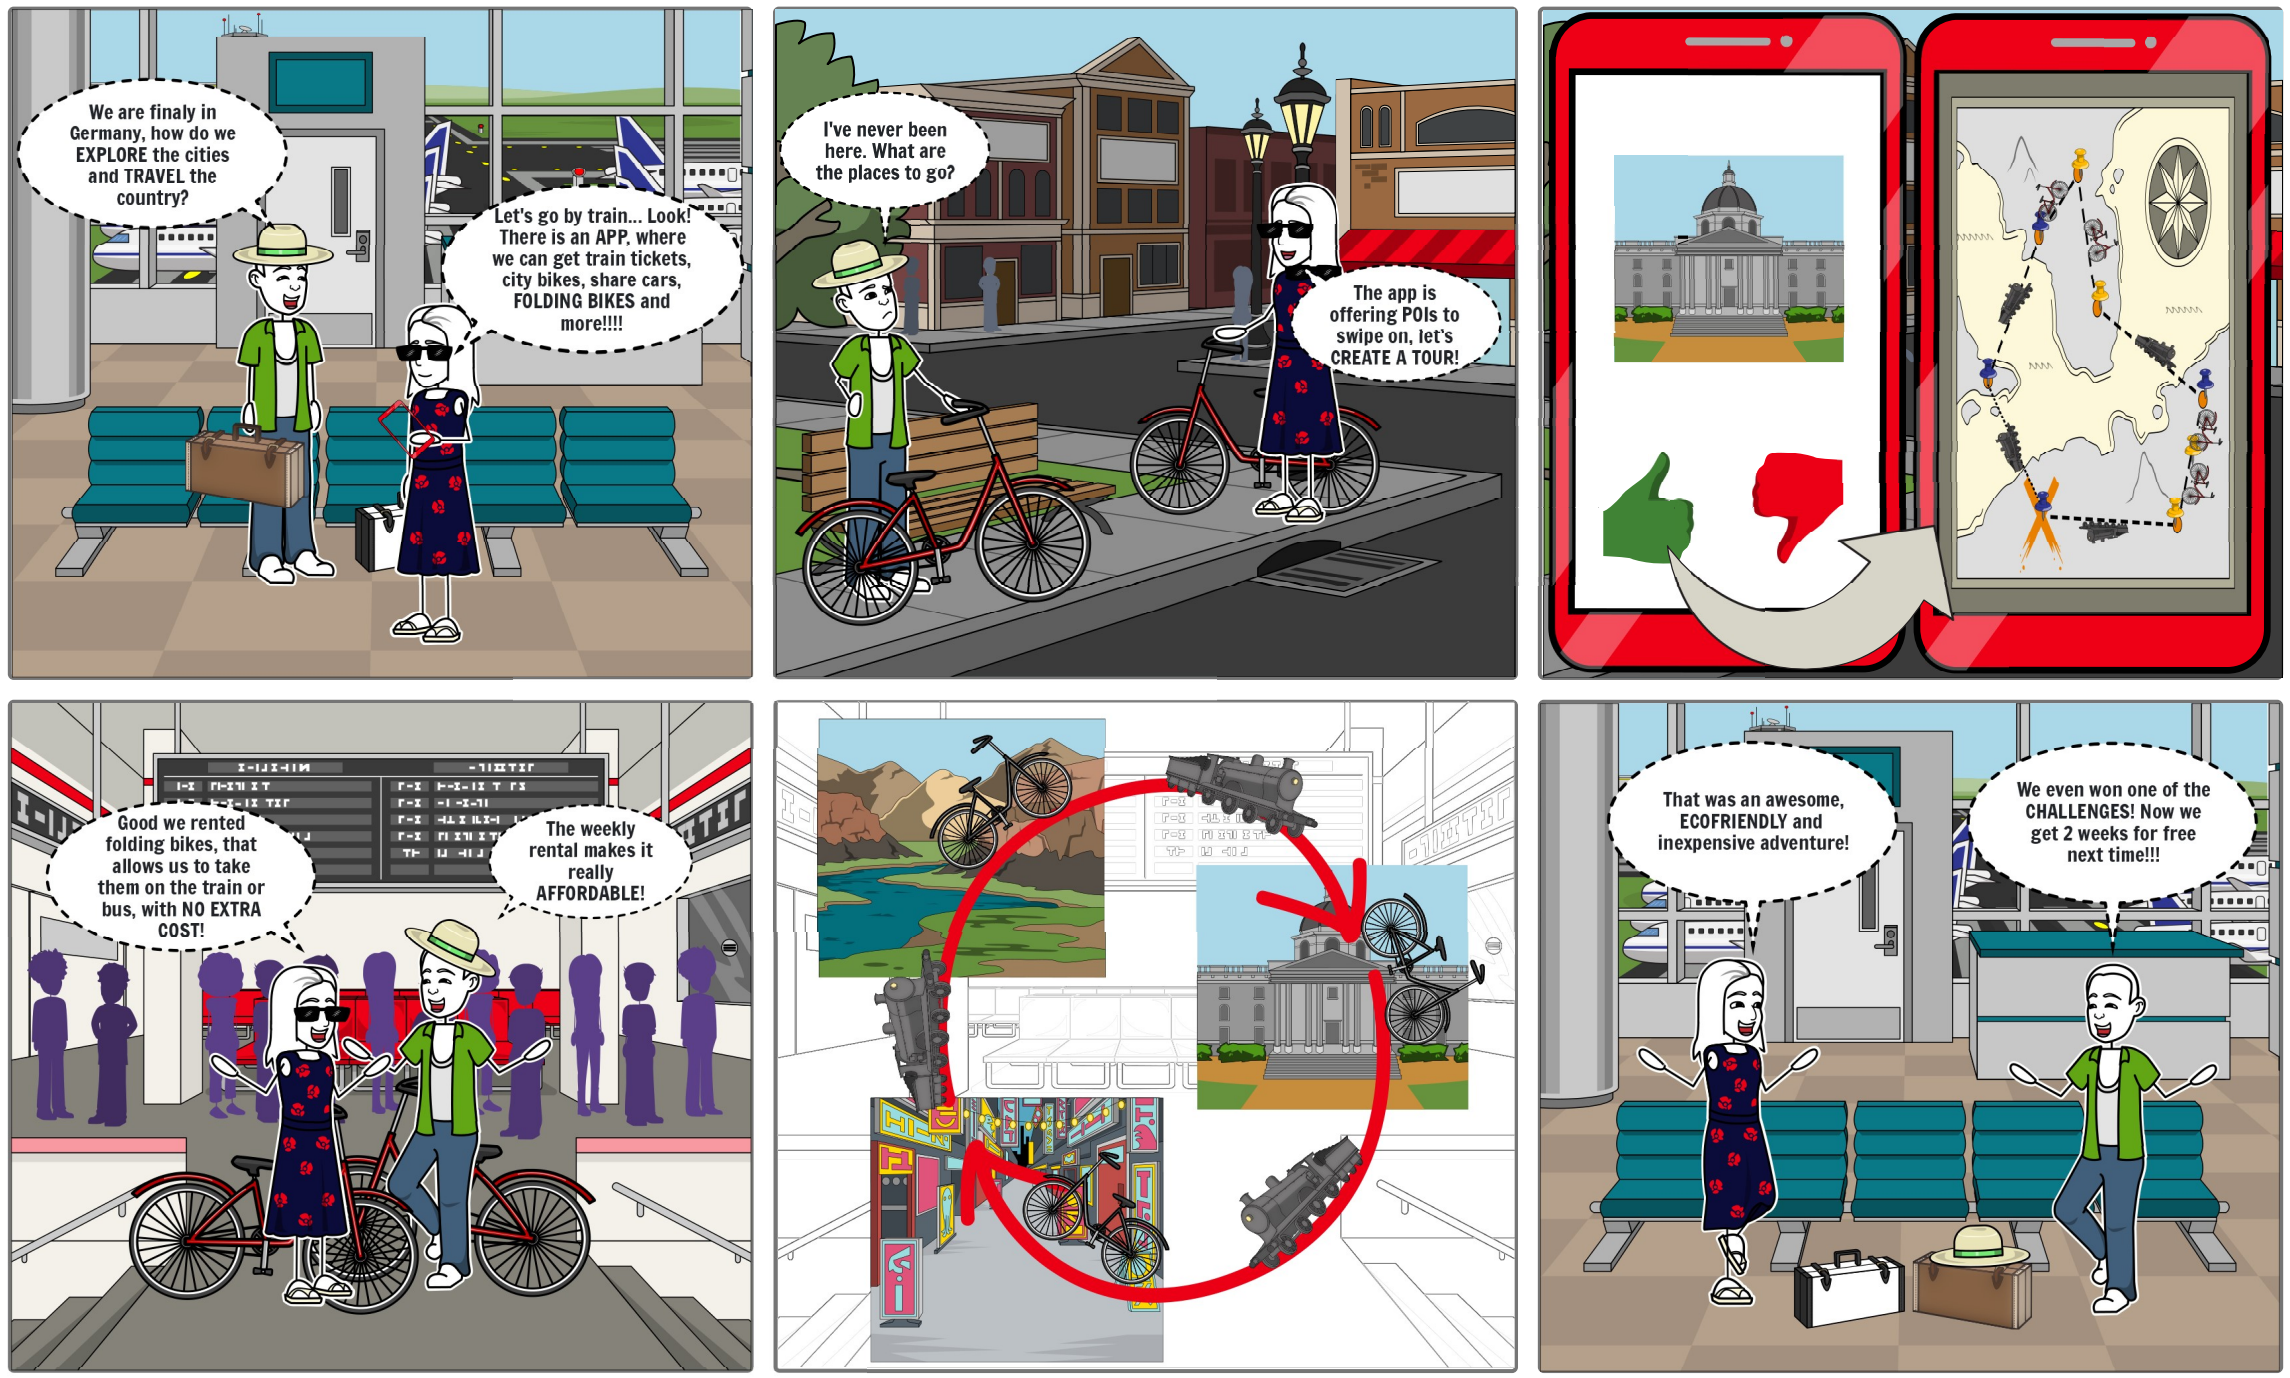 We are finaly in
Germany, how do we
EXPLORE the cities
and TRAVEL the
country?
Let's go by train... Look!
There is an APP, where
we can get train tickets,
city bikes, share cars,
FOLDING BIKES and
more!!!!
I've never been
here. What are
the places to go?
The app is
offering POIs to
swipe on, let's
CREATE A TOUR!
Good we rented
folding bikes, that
allows us to take
them on the train or
bus, with NO EXTRA
COST!
The weekly
rental makes it
really
AFFORDABLE!
That was an awesome,
ECOFRIENDLY and
inexpensive adventure!
We even won one of the
CHALLENGES! Now we
get 2 weeks for free
next time!!!